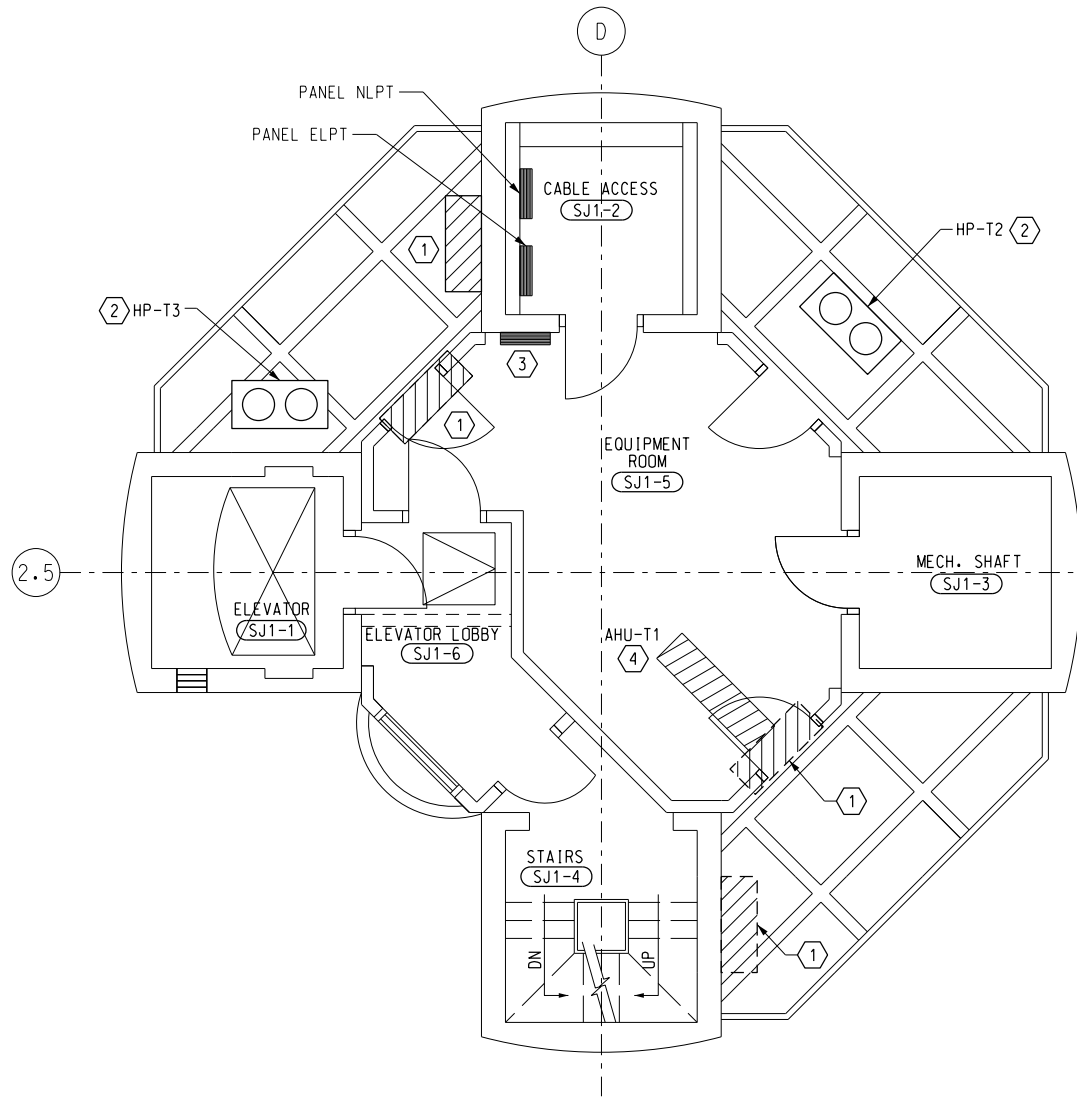 D
PANEL NLPT
PANEL ELPT
CABLE ACCESS
SJ1-2
1
HP-T2 2
2 HP-T3
3
1
EQUIPMENT
ROOM
SJ1-5
2.5
MECH. SHAFT
SJ1-3
ELEVATOR
SJ1-1
ELEVATOR LOBBY
SJ1-6
AHU-T1
4
1
STAIRS
SJ1-4
DN
UP
1